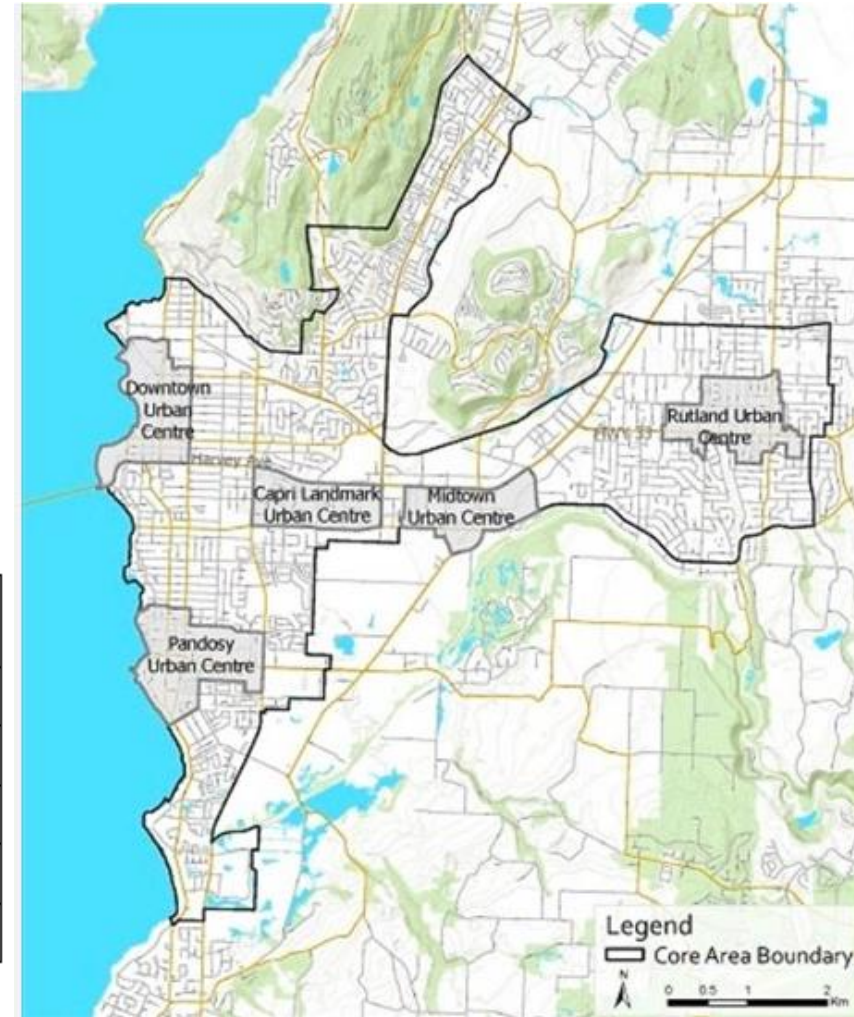 Downtown
Urban
Centre
Harvey Ave
Capri Landmark
Urban Centre
Midtown
Urban Centre
HWY 33
Rutland Urban
Centre
Pandosy
Urban Centre
Legend
Core Area Boundary
N
0 0.5 1 2
Km